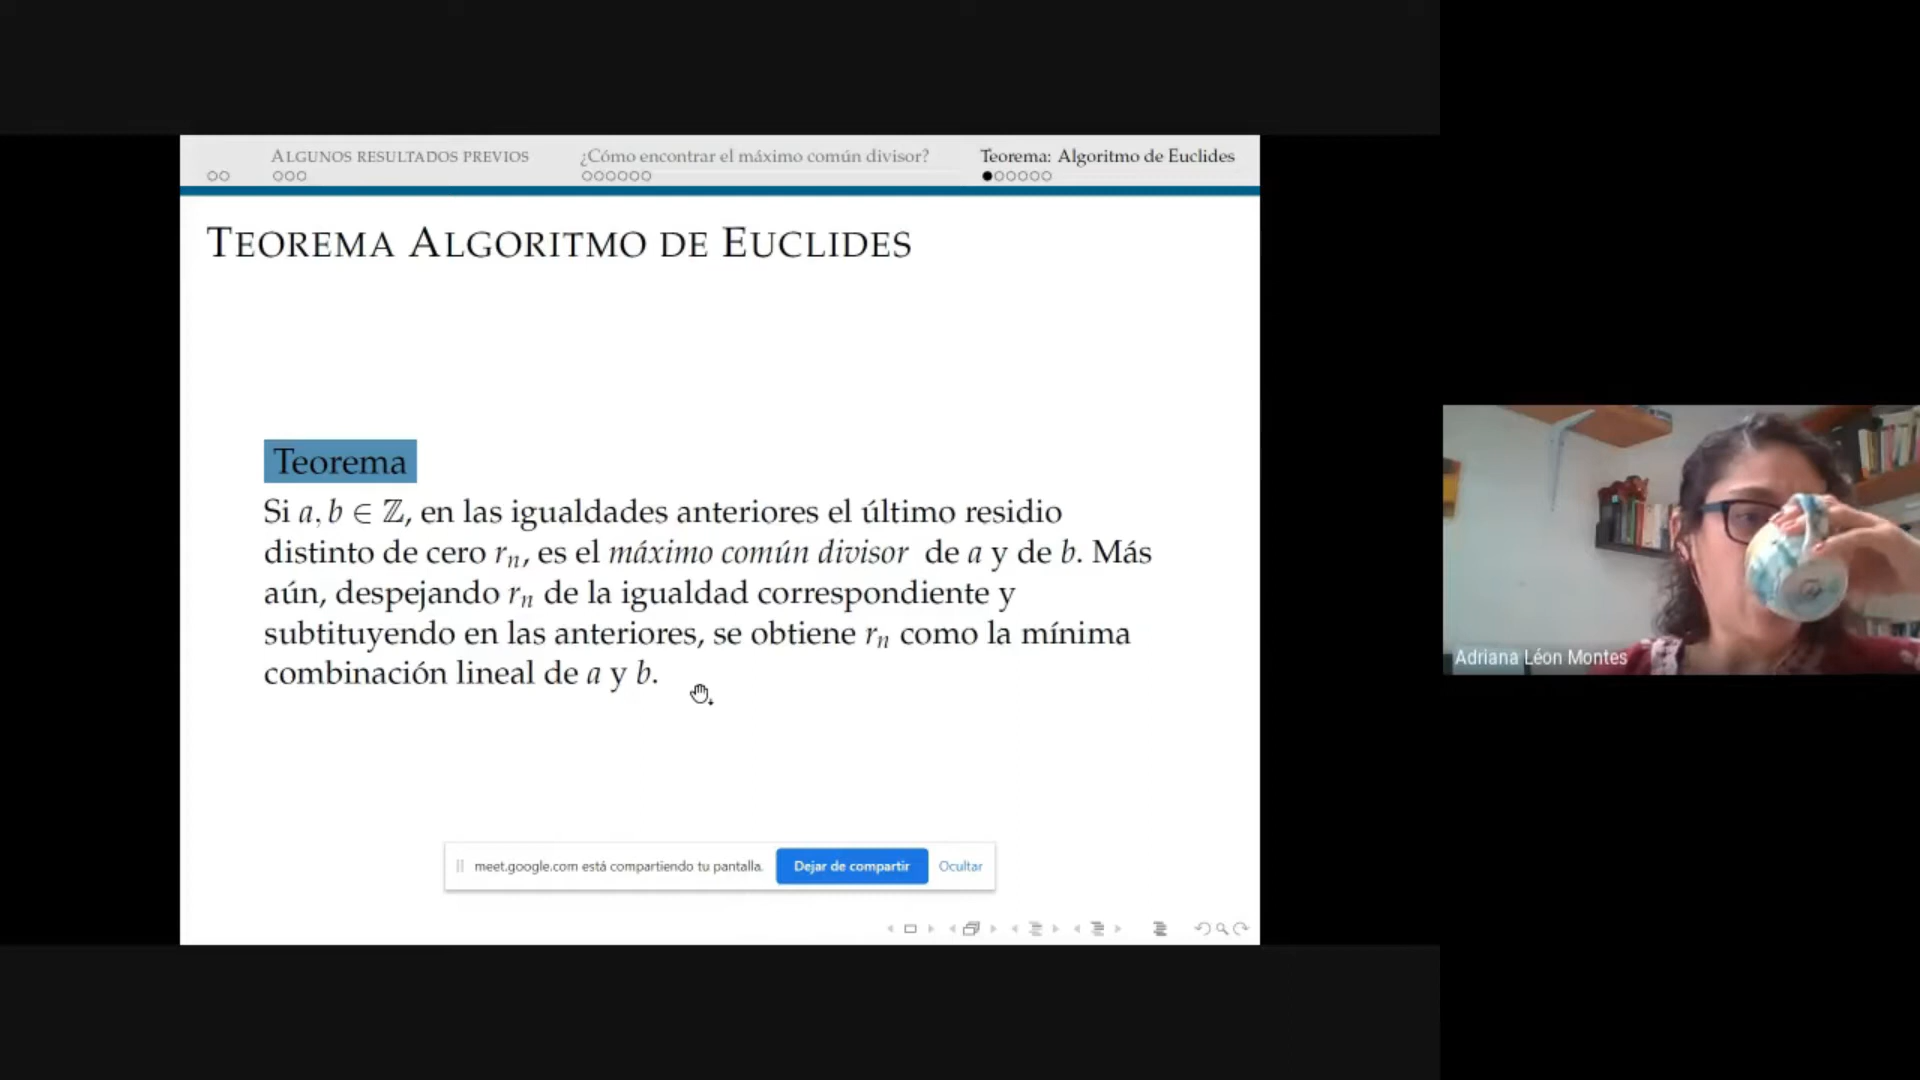 ALGUNOS RESULTADOS PREVIOS
¿Cómo encontrar el máximo común divisor?
Teorema: Algoritmo de Euclides
TEOREMA ALGORITMO DE EUCLIDES
Teorema
Si a, b ∈ ℤ, en las igualdades anteriores el último residio
distinto de cero rₙ, es el máximo común divisor de a y de b. Más
aún, despejando rₙ de la igualdad correspondiente y
subtituyendo en las anteriores, se obtiene rₙ como la mínima
combinación lineal de a y b.
meet.google.com está compartiendo tu pantalla. Dejar de compartir Ocultar
Adriana Léon Montes